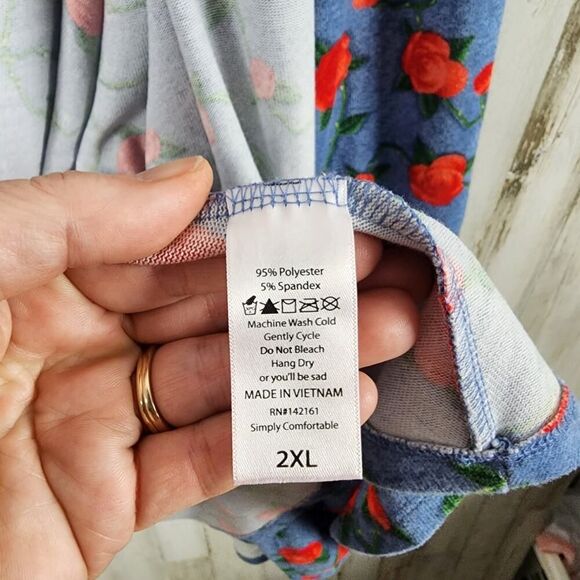 95% Polyester
5% Spandex
Machine Wash Cold
Gently Cycle
Do Not Bleach
Hang Dry
or you'll be sad
MADE IN VIETNAM
RN#142161
Simply Comfortable
2XL